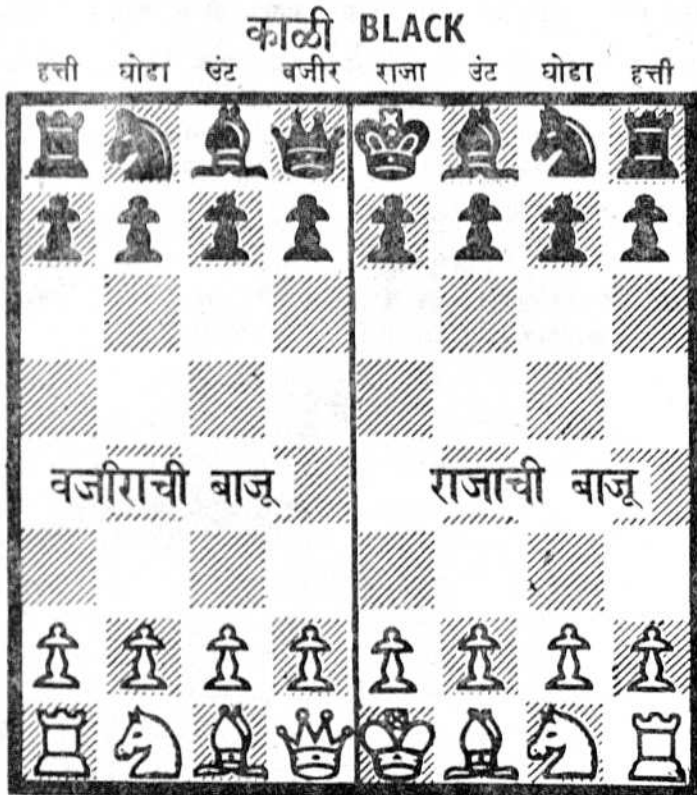 काळी BLACK
हत्ती घोडा उंट वजीर राजा उंट घोडा हत्ती
वजीराची बाजू राजाची बाजू